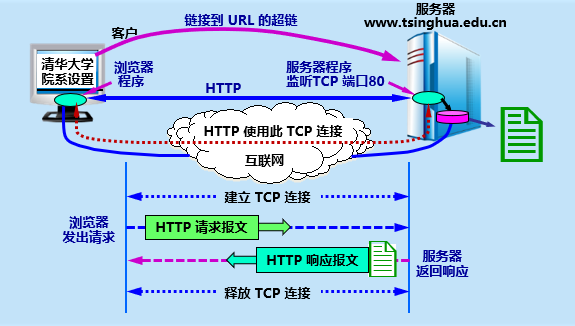 链接到 URL 的超链
服务器
www.tsinghua.edu.cn
客户
清华大学
院系设置
浏览器
程序
服务器程序
监听TCP 端口80
HTTP
HTTP 使用此 TCP 连接
互联网
建立 TCP 连接
浏览器
发出请求
HTTP 请求报文
HTTP 响应报文
服务器
返回响应
释放 TCP 连接